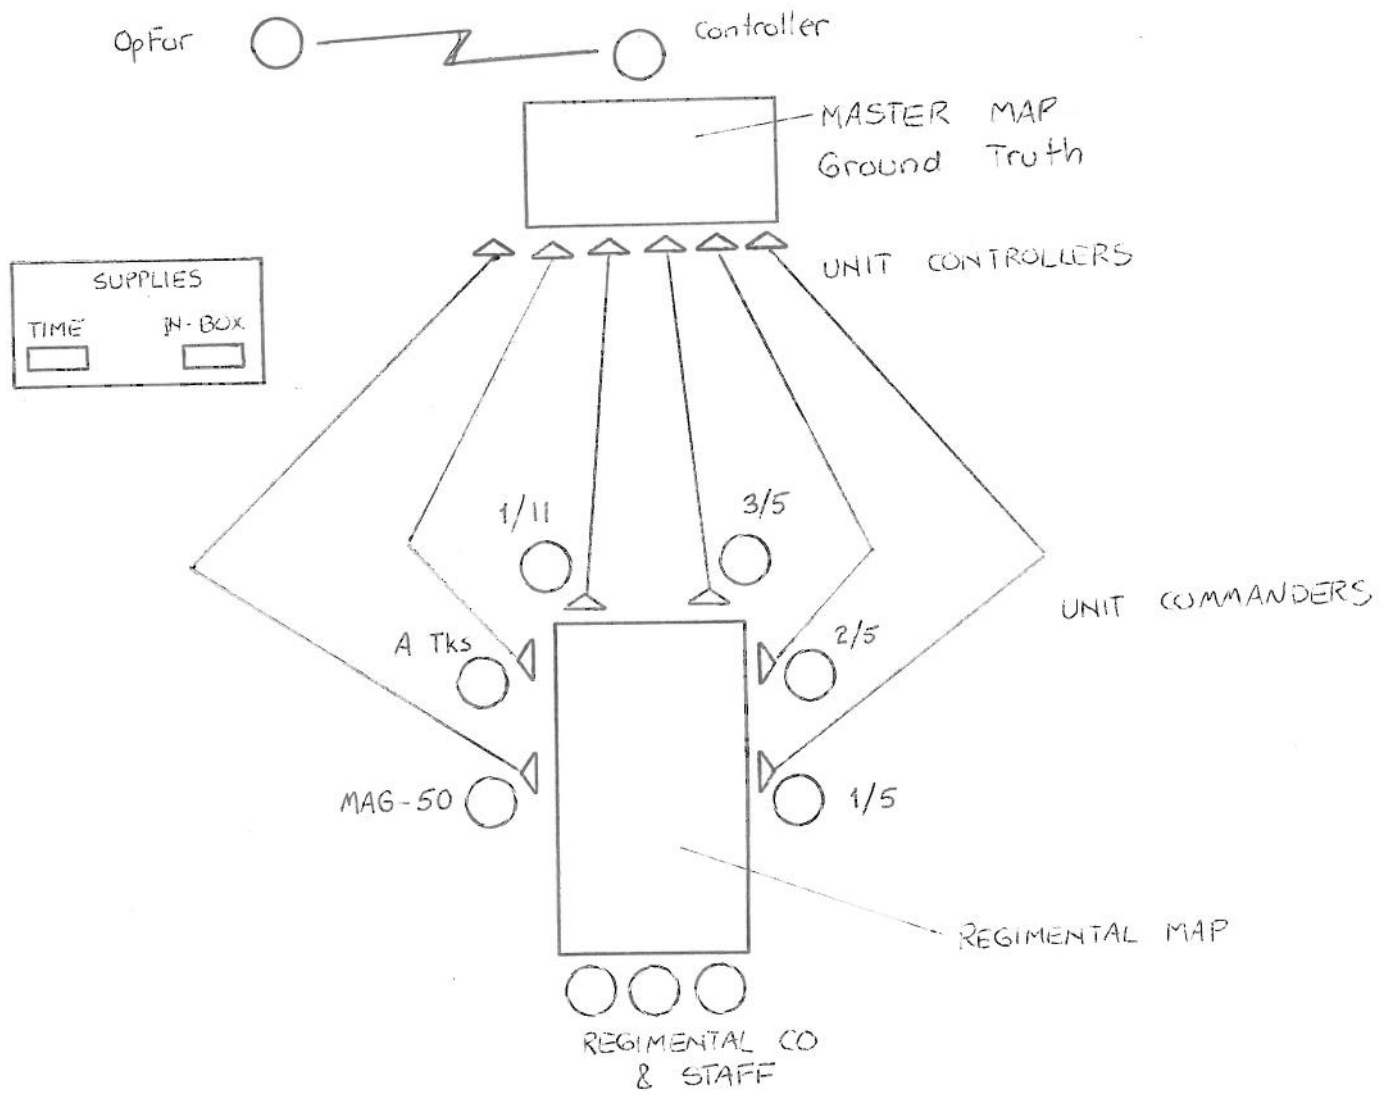 OpFor
Controller
MASTER MAP
Ground Truth
UNIT CONTROLLERS
SUPPLIES
TIME
IN-BOX
1/11
3/5
UNIT COMMANDERS
A Tks
2/5
MAG-50
1/5
REGIMENTAL MAP
REGIMENTAL CO
& STAFF